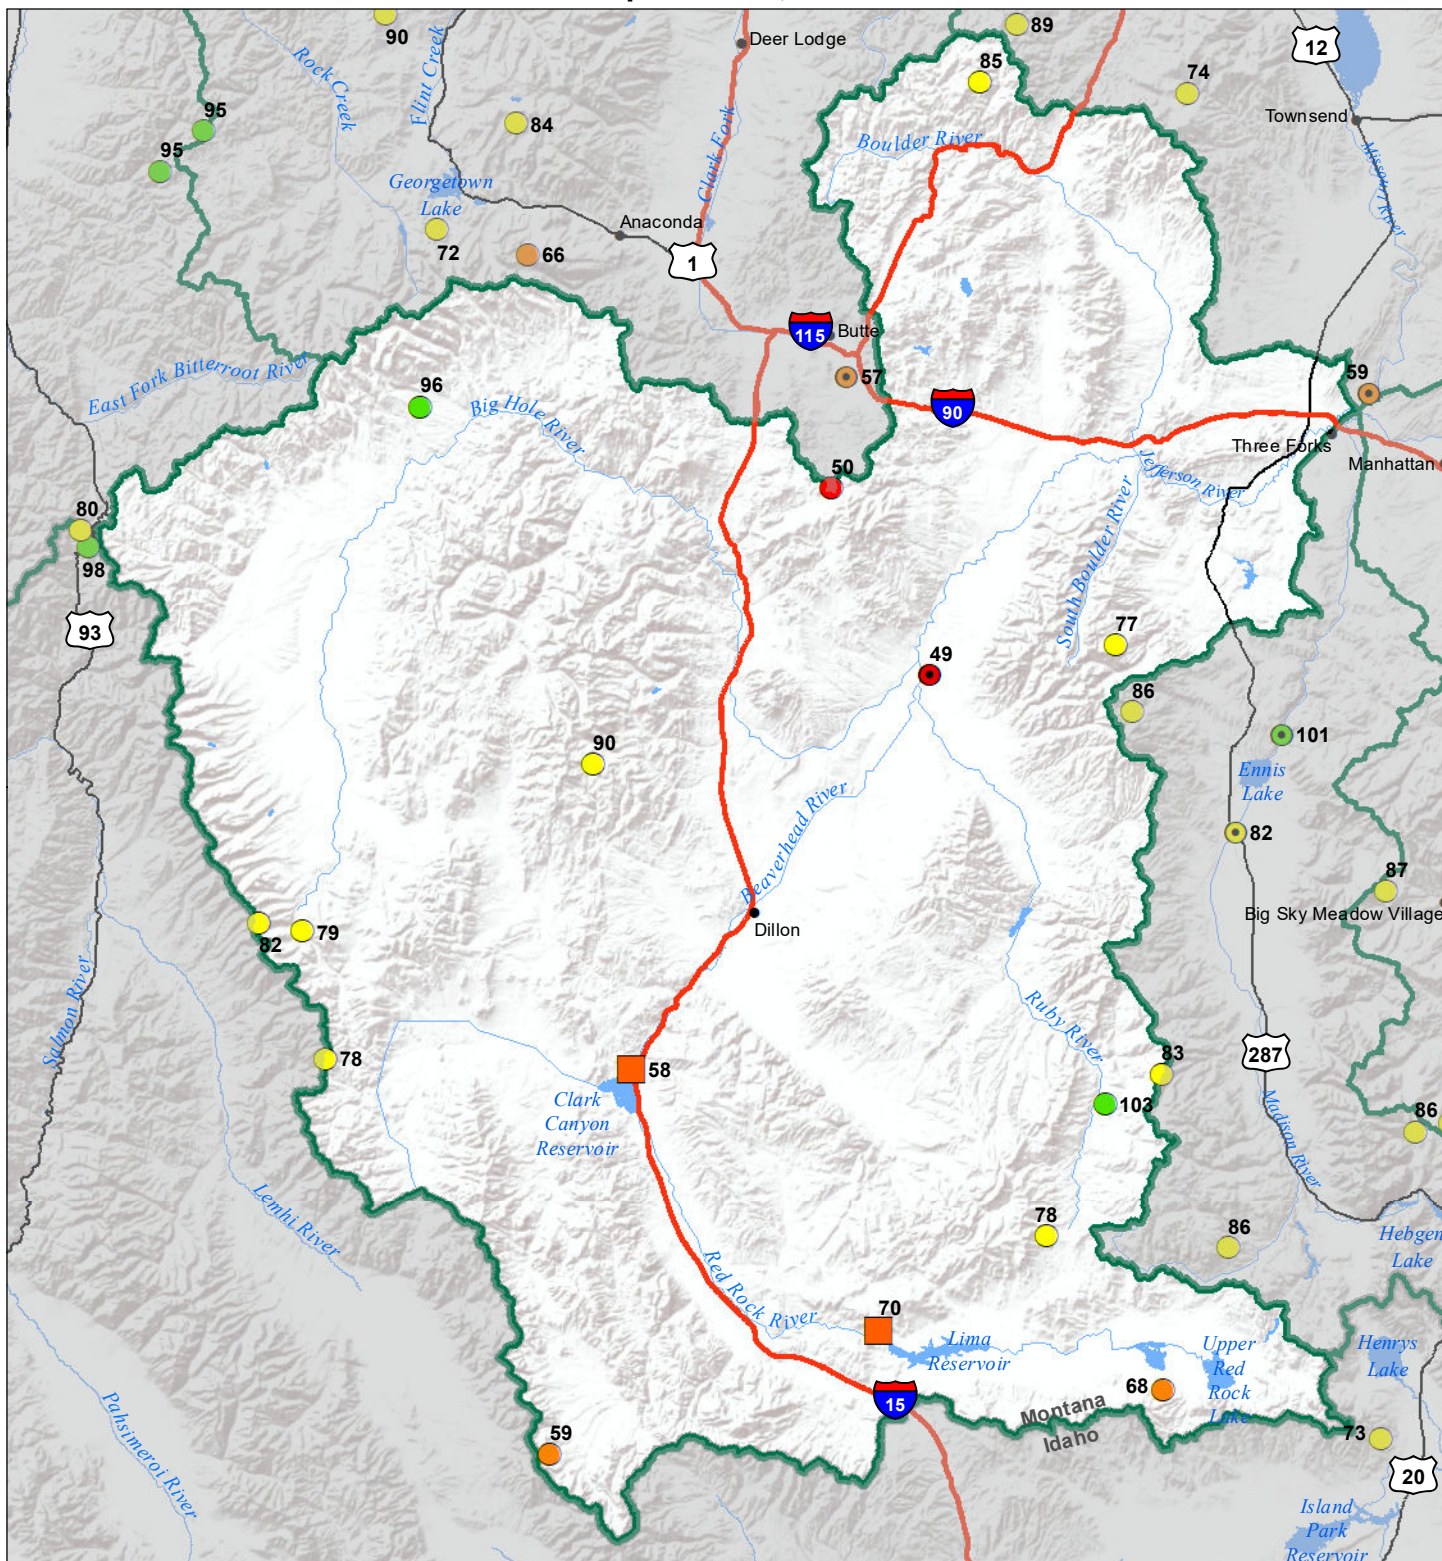 89
90
Deer Lodge
12
Rock Creek
Flint Creek
85
74
95
84
Clark Fork
Boulder River
Townsend
95
Georgetown
Lake
Missouri River
72
66
Anaconda
1
115
Butte
East Fork Bitterroot River
96
57
59
Big Hole River
90
Three Forks
Manhattan
50
Jefferson River
80
98
South Boulder River
93
77
49
86
101
90
Ennis
Lake
Beaverhead River
82
87
82
79
Dillon
Big Sky Meadow Village
Salmon River
Ruby River
78
58
83
287
Clark
Canyon
Reservoir
103
Madison River
86
Lemhi River
78
86
Hebgen
Lake
Red Rock River
70
Lima
Reservoir
Upper
Red
Rock
Lake
Henrys
Lake
68
15
Montana
Idaho
Pahsimeroi River
59
73
20
Island
Park
Reservoir